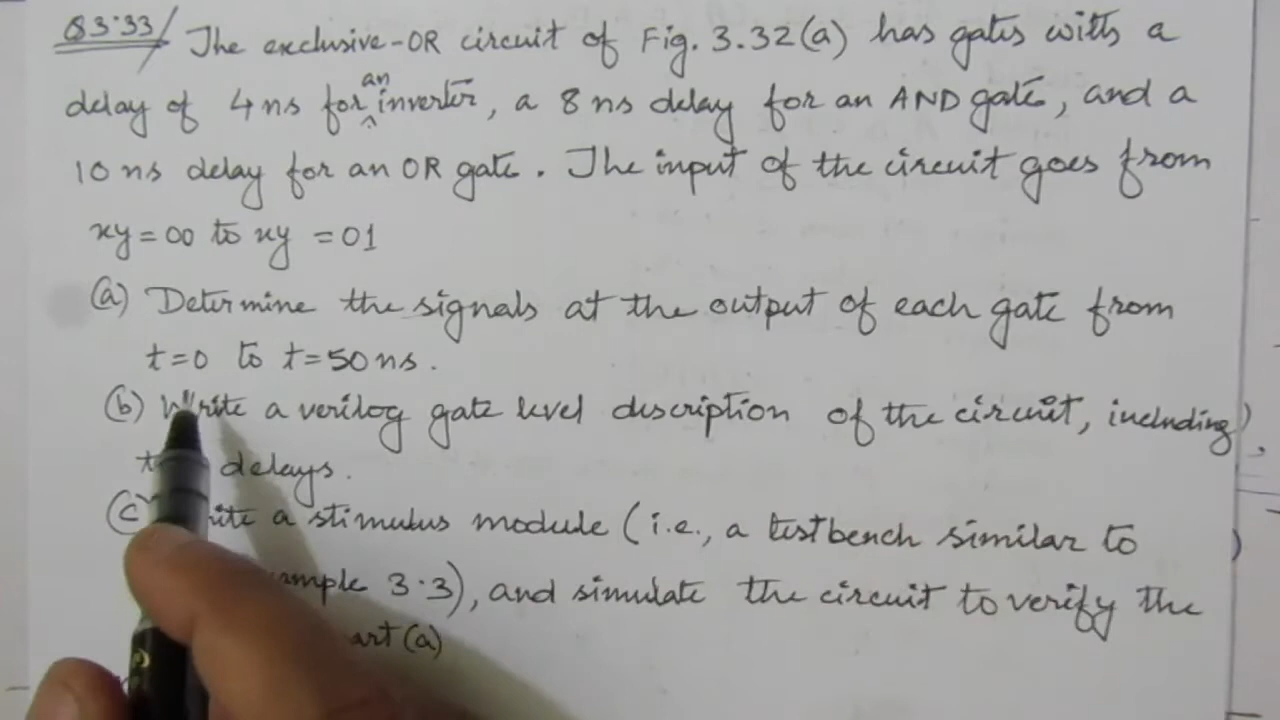 Q3.33/ The exclusive-OR circuit of Fig. 3.32(a) has gates with a
delay of 4 ns for an inverter, a 8 ns delay for an AND gate, and a
10 ns delay for an OR gate. The input of the circuit goes from
xy = 00 to xy = 01
(a) Determine the signals at the output of each gate from
t=0 to t=50 ns.
(b) Write a verilog gate level description of the circuit, including
delays.
(c) a stimulus module (i.e., a testbench similar to
3.3), and simulate the circuit to verify the
(a)